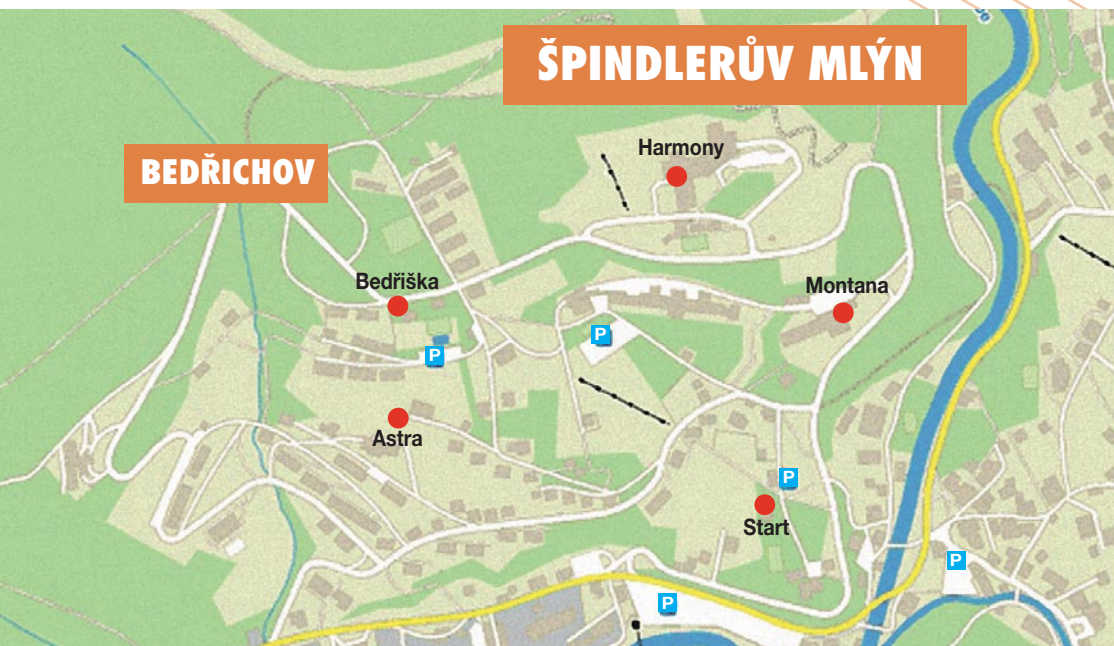 ŠPINDLERŮV MLÝN
BEDŘICHOV
Harmony
Bedřiška
Montana
P
P
Astra
P
Start
P
P